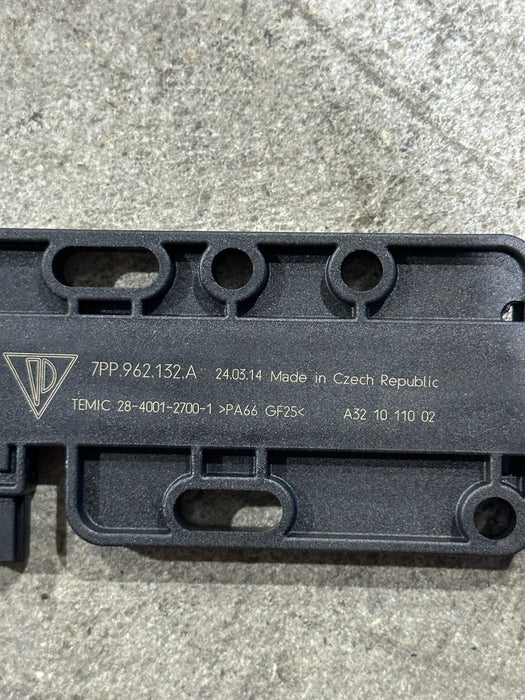 7PP.962.132.A 24.03.14 Made in Czech Republic
TEMIC 28-4001-2700-1 >PA66 GF25< A32 10 110 02